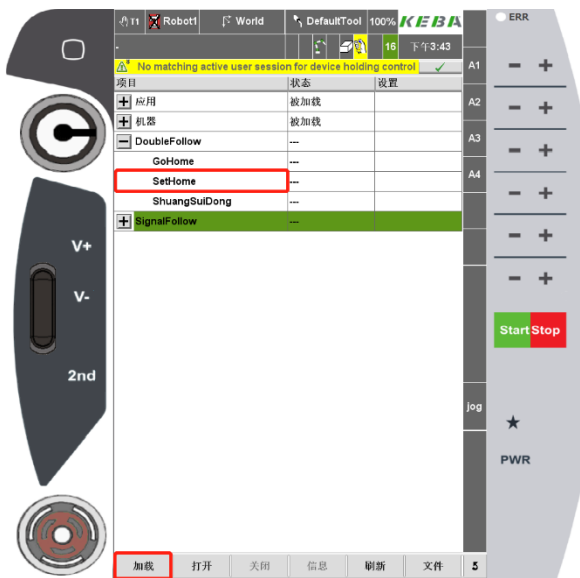 T1 Robot1 World DefaultTool 100% KEBA
ERR
- 16 下午3:43
No matching active user session for device holding control
A1
项目 状态 设置
应用 被加载
A2
机器 被加载
DoubleFollow ---
A3
GoHome ---
SetHome ---
A4
ShuangSuiDong ---
SignalFollow ---
V+
V-
Start Stop
2nd
jog
PWR
加载 打开 关闭 信息 刷新 文件